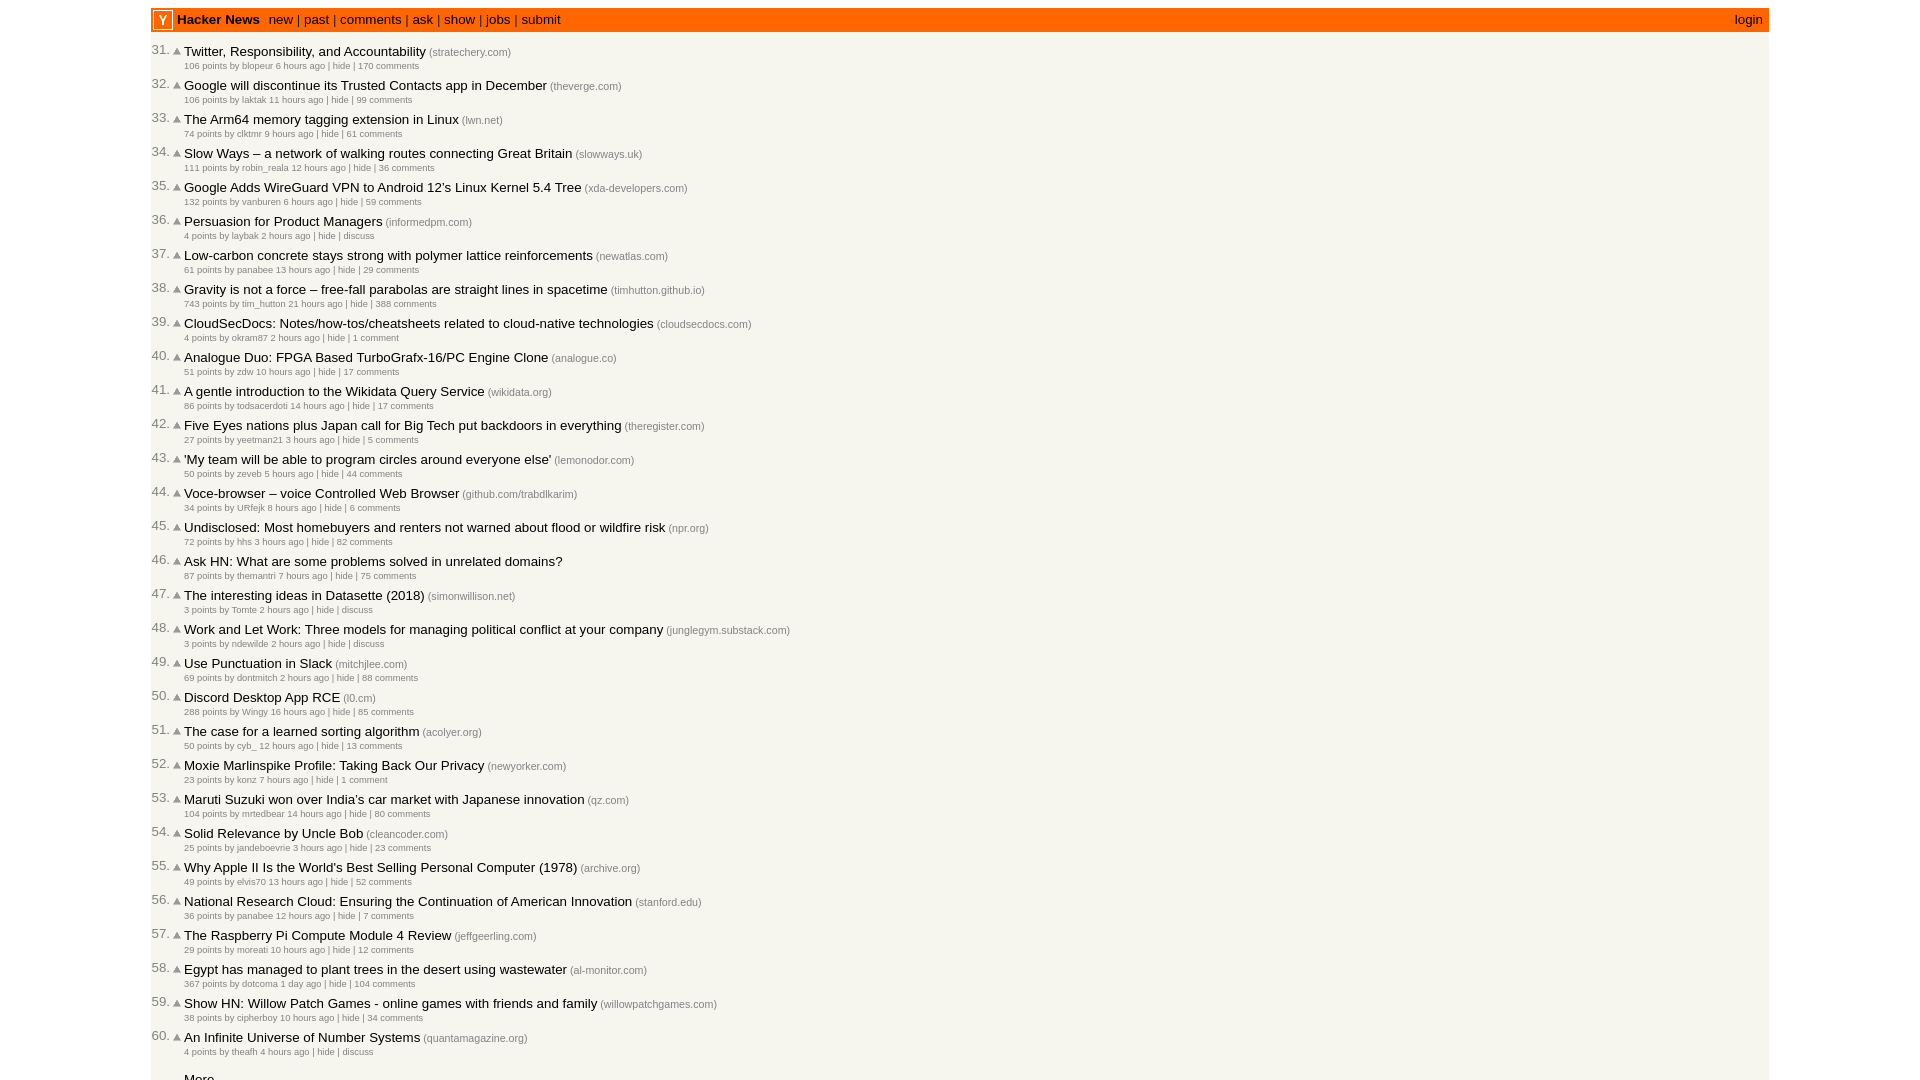 Y Hacker News new | past | comments | ask | show | jobs | submit login
31. Twitter, Responsibility, and Accountability (stratechery.com)
106 points by blopeur 6 hours ago | hide | 170 comments
32. Google will discontinue its Trusted Contacts app in December (theverge.com)
106 points by laktak 11 hours ago | hide | 99 comments
33. The Arm64 memory tagging extension in Linux (lwn.net)
74 points by clktmr 9 hours ago | hide | 61 comments
34. Slow Ways – a network of walking routes connecting Great Britain (slowways.uk)
111 points by robin_reala 12 hours ago | hide | 36 comments
35. Google Adds WireGuard VPN to Android 12's Linux Kernel 5.4 Tree (xda-developers.com)
132 points by vanburen 6 hours ago | hide | 59 comments
36. Persuasion for Product Managers (informedpm.com)
4 points by laybak 2 hours ago | hide | discuss
37. Low-carbon concrete stays strong with polymer lattice reinforcements (newatlas.com)
61 points by panabee 13 hours ago | hide | 29 comments
38. Gravity is not a force – free-fall parabolas are straight lines in spacetime (timhutton.github.io)
743 points by tim_hutton 21 hours ago | hide | 388 comments
39. CloudSecDocs: Notes/how-tos/cheatsheets related to cloud-native technologies (cloudsecdocs.com)
4 points by okram87 2 hours ago | hide | 1 comment
40. Analogue Duo: FPGA Based TurboGrafx-16/PC Engine Clone (analogue.co)
51 points by zdw 10 hours ago | hide | 17 comments
41. A gentle introduction to the Wikidata Query Service (wikidata.org)
86 points by todsacerdoti 14 hours ago | hide | 17 comments
42. Five Eyes nations plus Japan call for Big Tech put backdoors in everything (theregister.com)
27 points by yeetman21 3 hours ago | hide | 5 comments
43. 'My team will be able to program circles around everyone else' (lemonodor.com)
50 points by zeveb 5 hours ago | hide | 44 comments
44. Voce-browser – voice Controlled Web Browser (github.com/trabdlkarim)
34 points by URfejk 8 hours ago | hide | 6 comments
45. Undisclosed: Most homebuyers and renters not warned about flood or wildfire risk (npr.org)
72 points by hhs 3 hours ago | hide | 82 comments
46. Ask HN: What are some problems solved in unrelated domains?
87 points by themantri 7 hours ago | hide | 75 comments
47. The interesting ideas in Datasette (2018) (simonwillison.net)
3 points by Tomte 2 hours ago | hide | discuss
48. Work and Let Work: Three models for managing political conflict at your company (junglegym.substack.com)
3 points by ndewilde 2 hours ago | hide | discuss
49. Use Punctuation in Slack (mitchjlee.com)
69 points by dontmitch 2 hours ago | hide | 88 comments
50. Discord Desktop App RCE (l0.cm)
288 points by Wingy 16 hours ago | hide | 85 comments
51. The case for a learned sorting algorithm (acolyer.org)
50 points by cyb_ 12 hours ago | hide | 13 comments
52. Moxie Marlinspike Profile: Taking Back Our Privacy (newyorker.com)
23 points by konz 7 hours ago | hide | 1 comment
53. Maruti Suzuki won over India's car market with Japanese innovation (qz.com)
104 points by mrtedbear 14 hours ago | hide | 80 comments
54. Solid Relevance by Uncle Bob (cleancoder.com)
25 points by jandeboevrie 3 hours ago | hide | 23 comments
55. Why Apple II Is the World's Best Selling Personal Computer (1978) (archive.org)
49 points by elvis70 13 hours ago | hide | 52 comments
56. National Research Cloud: Ensuring the Continuation of American Innovation (stanford.edu)
36 points by panabee 12 hours ago | hide | 7 comments
57. The Raspberry Pi Compute Module 4 Review (jeffgeerling.com)
29 points by moreati 10 hours ago | hide | 12 comments
58. Egypt has managed to plant trees in the desert using wastewater (al-monitor.com)
367 points by dotcoma 1 day ago | hide | 104 comments
59. Show HN: Willow Patch Games - online games with friends and family (willowpatchgames.com)
38 points by cipherboy 10 hours ago | hide | 34 comments
60. An Infinite Universe of Number Systems (quantamagazine.org)
4 points by theafh 4 hours ago | hide | discuss
More